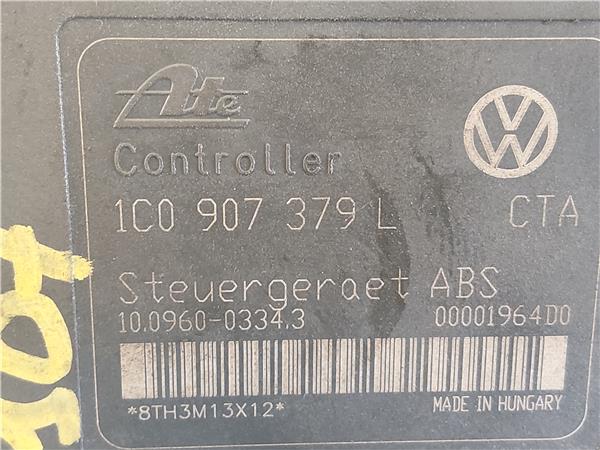 Ate
Controller
1C0 907 379 L CTA
Steuergeraet ABS
10.0960-0334.3 00001964D0
*8TH3M13X12* MADE IN HUNGARY